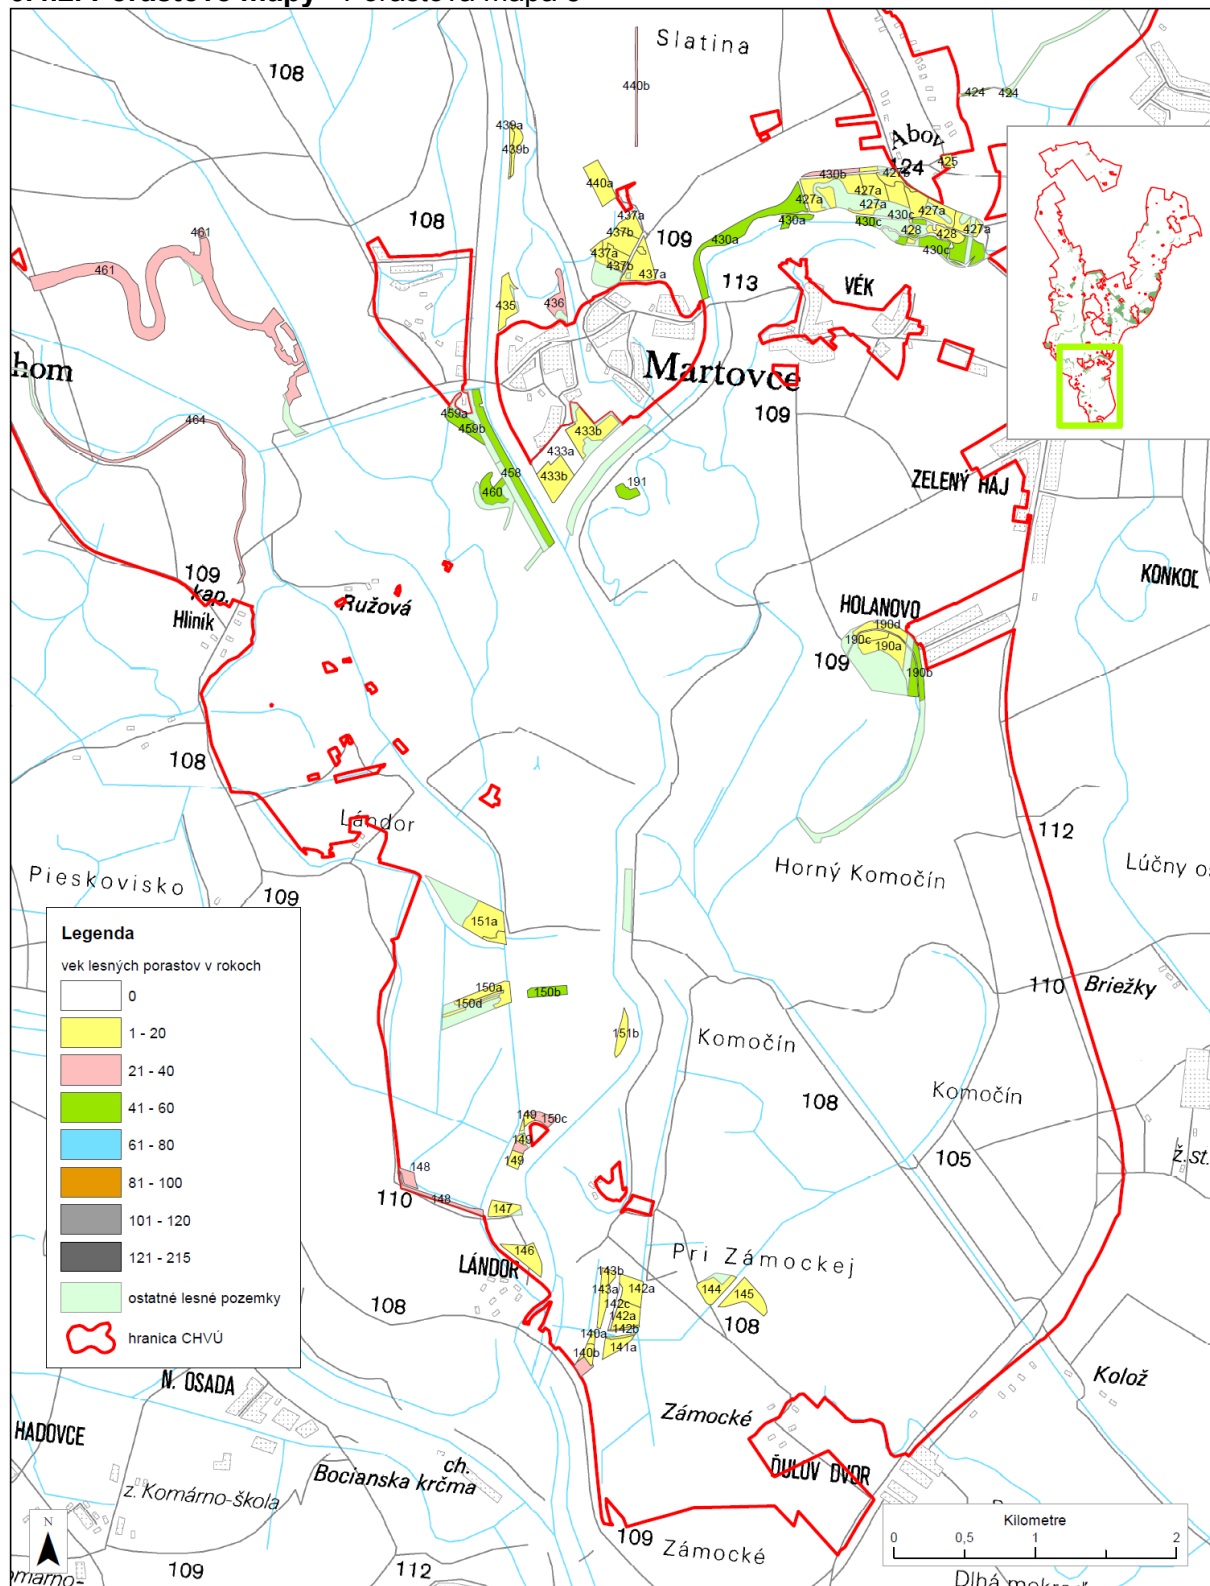 Slatina
108
440b
424 424
Abov
124
425
439a
439b
440a
430b 427b
427a
427a
427a
427a
427a
430a
430a
430c
430c
430c
428
428
437a
437b
437a
437b
437a
109
108
461
461
113
VÉK
435
436
hom
Martovce
109
459a
459b
464
433b
433a
433b
458
460
191
ZELENÝ HÁJ
KONKOĽ
109
kap.
Hliník
Ružová
HOLANOVO
190d
190c
190a
190b
109
108
Lándor
112
Horný Komočín
Lúčny
Pieskovisko
109
151a
150a
150d
150b
151b
110
Briežky
Komočín
108
Komočín
105
ž.st.
149
150c
149
149
148
148
110
147
146
LÁNDOR
Pri Zámockej
143b
143a
142a
142c
142a
142b
140a
141a
140b
144
145
108
108
Kolož
N. OSADA
HADOVCE
Zámocké
ĎULOV DVOR
ch.
Bocianska krčma
z. Komárno-škola
109
Zámocké
109
112
Legenda
vek lesných porastov v rokoch
0
1 - 20
21 - 40
41 - 60
61 - 80
81 - 100
101 - 120
121 - 215
ostatné lesné pozemky
hranica CHVÚ
N
Kilometre
0 0,5 1 2